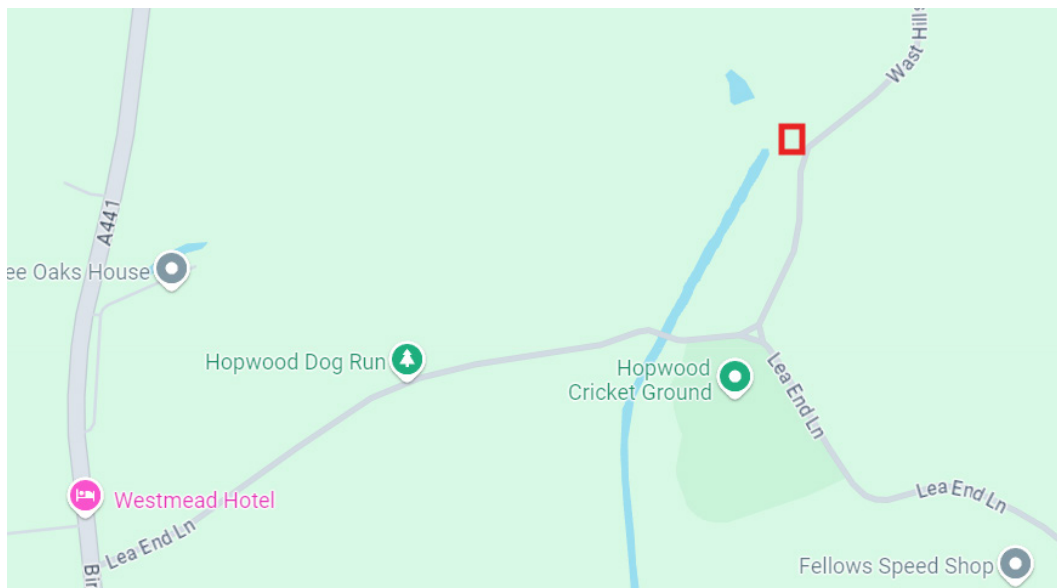 Wast Hills
A441
ee Oaks House
Hopwood Dog Run
Hopwood
Cricket Ground
Lea End Ln
Lea End Ln
Westmead Hotel
Lea End Ln
Bir
Fellows Speed Shop